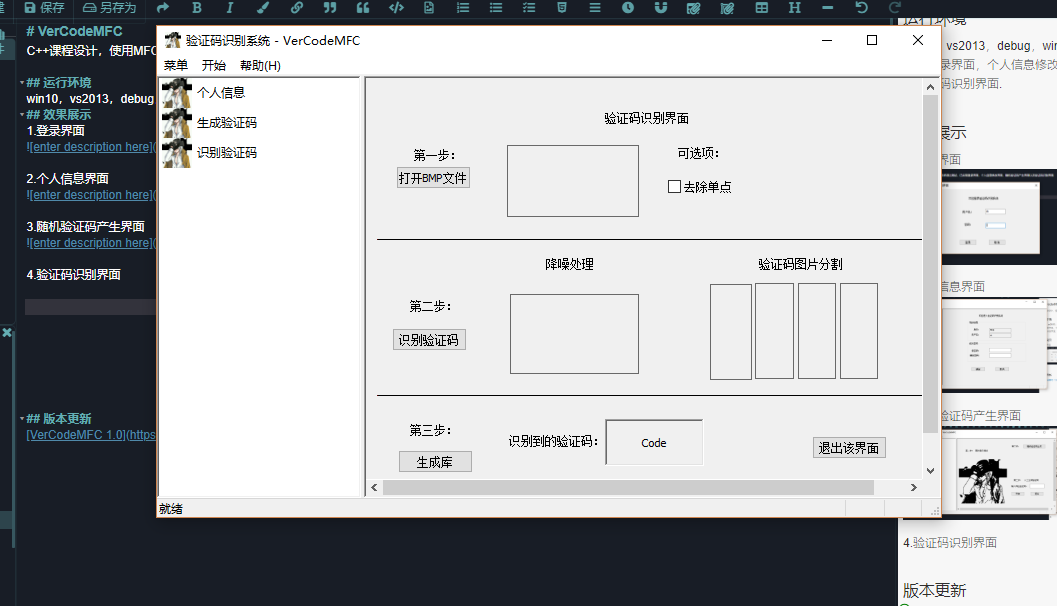 保存
另存为
# VerCodeMFC
C++课程设计，使用MFC
## 运行环境
win10，vs2013，debug
## 效果展示
1.登录界面
![enter description here](
2.个人信息界面
![enter description here](
3.随机验证码产生界面
![enter description here](
4.验证码识别界面
## 版本更新
[VerCodeMFC 1.0](https
验证码识别系统 - VerCodeMFC
菜单 开始 帮助(H)
个人信息
生成验证码
识别验证码
验证码识别界面
第一步：
打开BMP文件
可选项：
去除单点
降噪处理
验证码图片分割
第二步：
识别验证码
第三步：
生成库
识别到的验证码：
Code
退出该界面
就绪
运行环境
vs2013，debug，win
录界面，个人信息修改
码识别界面.
展示
界面
信息界面
验证码产生界面
4.验证码识别界面
版本更新